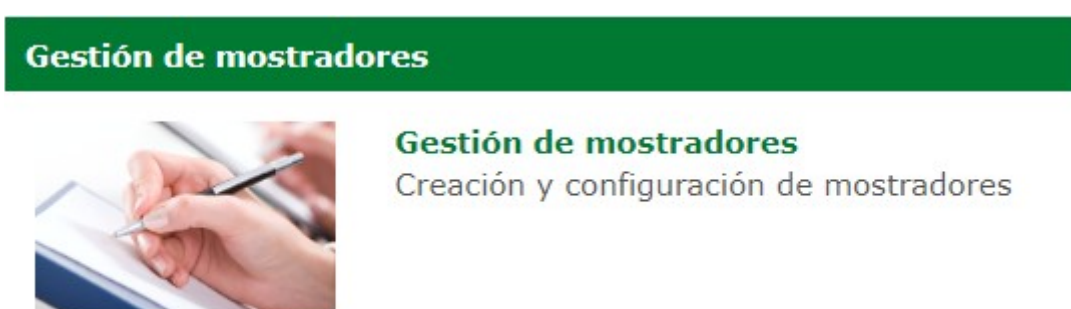 Gestión de mostradores
Gestión de mostradores
Creación y configuración de mostradores